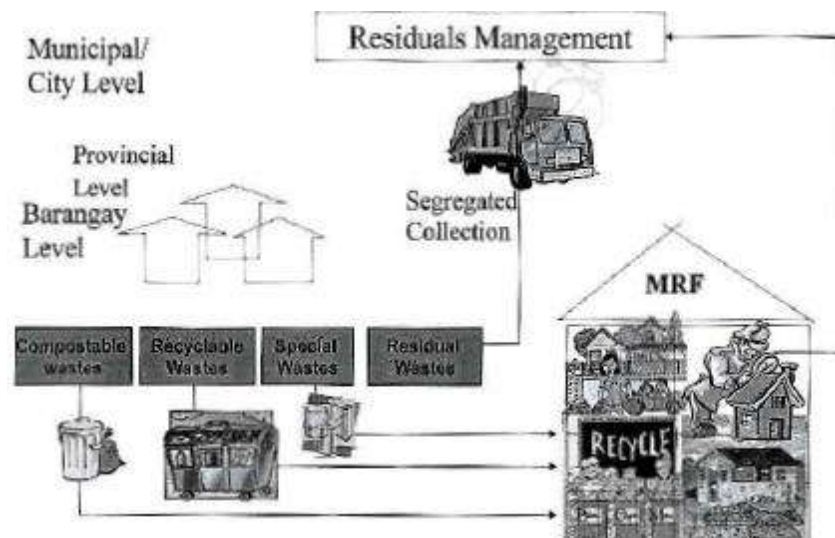 Municipal/
City Level
Residuals Management
Provincial
Level
Barangay
Level
Segregated
Collection
MRF
Compostable
wastes
Recyclable
Wastes
Special
Wastes
Residual
Wastes
RECYCLE